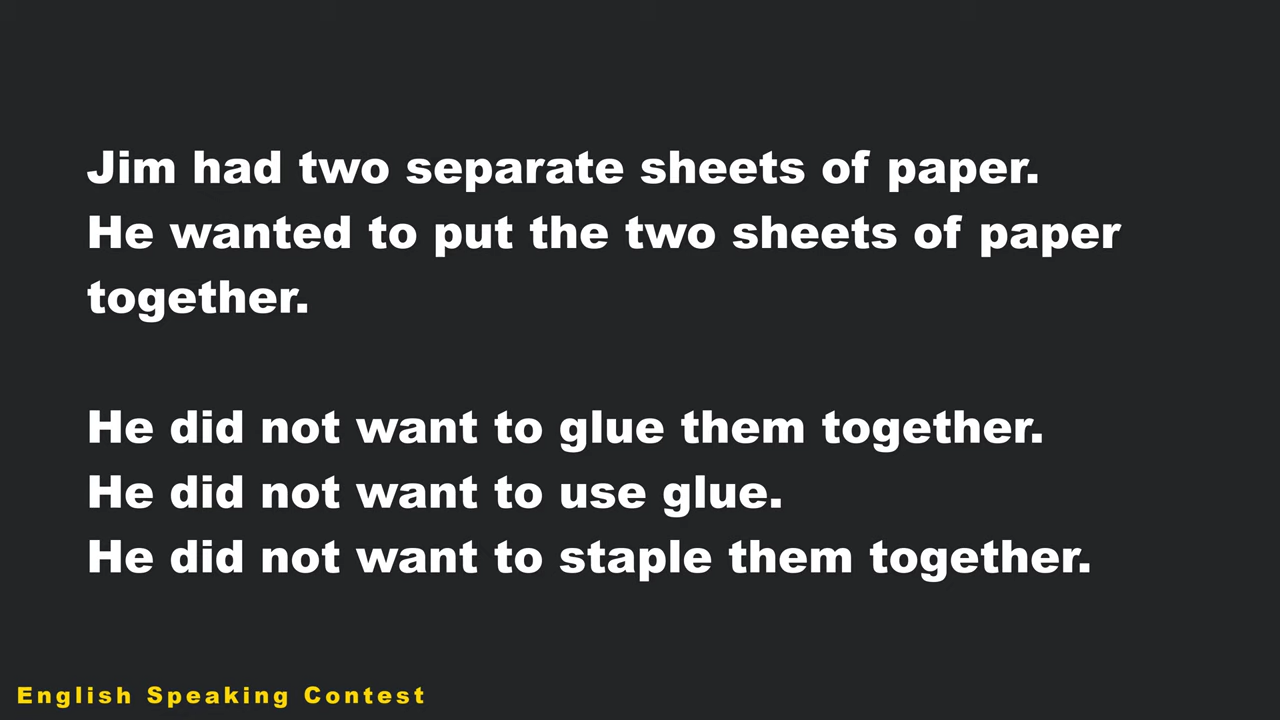 Jim had two separate sheets of paper.
He wanted to put the two sheets of paper
together.
He did not want to glue them together.
He did not want to use glue.
He did not want to staple them together.
English Speaking Contest